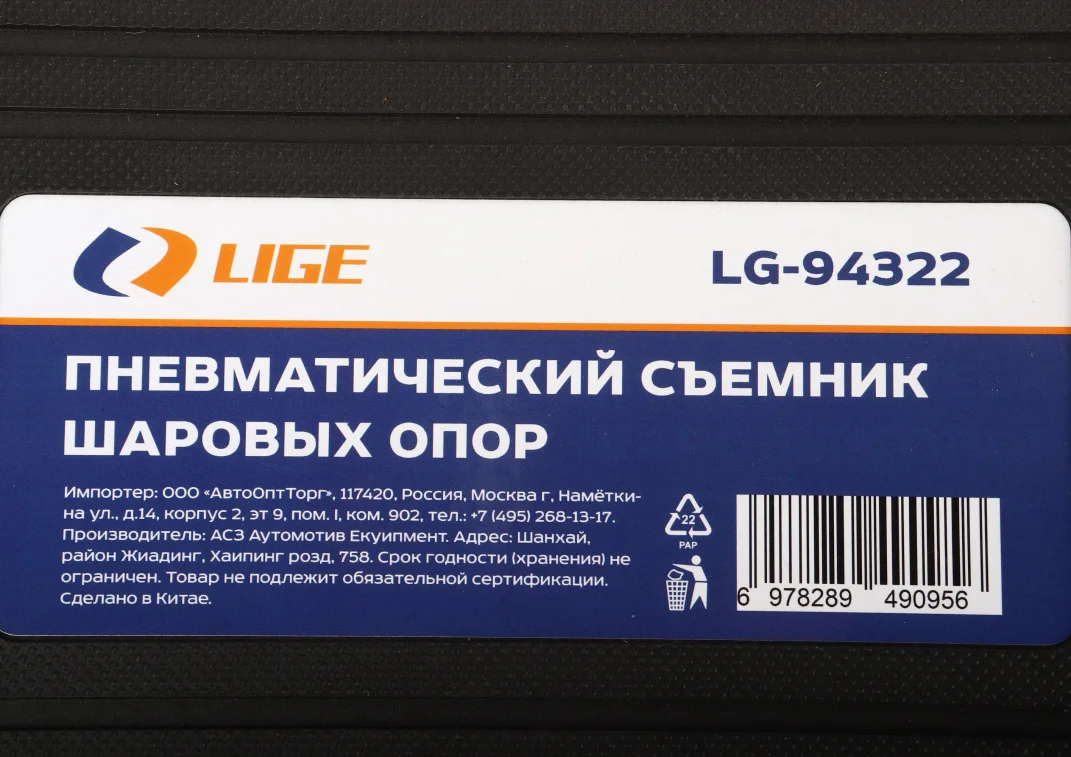 LIGE
LG-94322
ПНЕВМАТИЧЕСКИЙ СЪЕМНИК
ШАРОВЫХ ОПОР
Импортер: ООО «АвтоОптТорг», 117420, Россия, Москва г, Намётки-
на ул., д.14, корпус 2, эт 9, пом. I, ком. 902, тел.: +7 (495) 268-13-17.
Производитель: АСЗ Аутомотив Екуипмент. Адрес: Шанхай,
район Жиадинг, Хаипинг розд, 758. Срок годности (хранения) не
ограничен. Товар не подлежит обязательной сертификации.
Сделано в Китае.
22
PAP
6 978289 490956